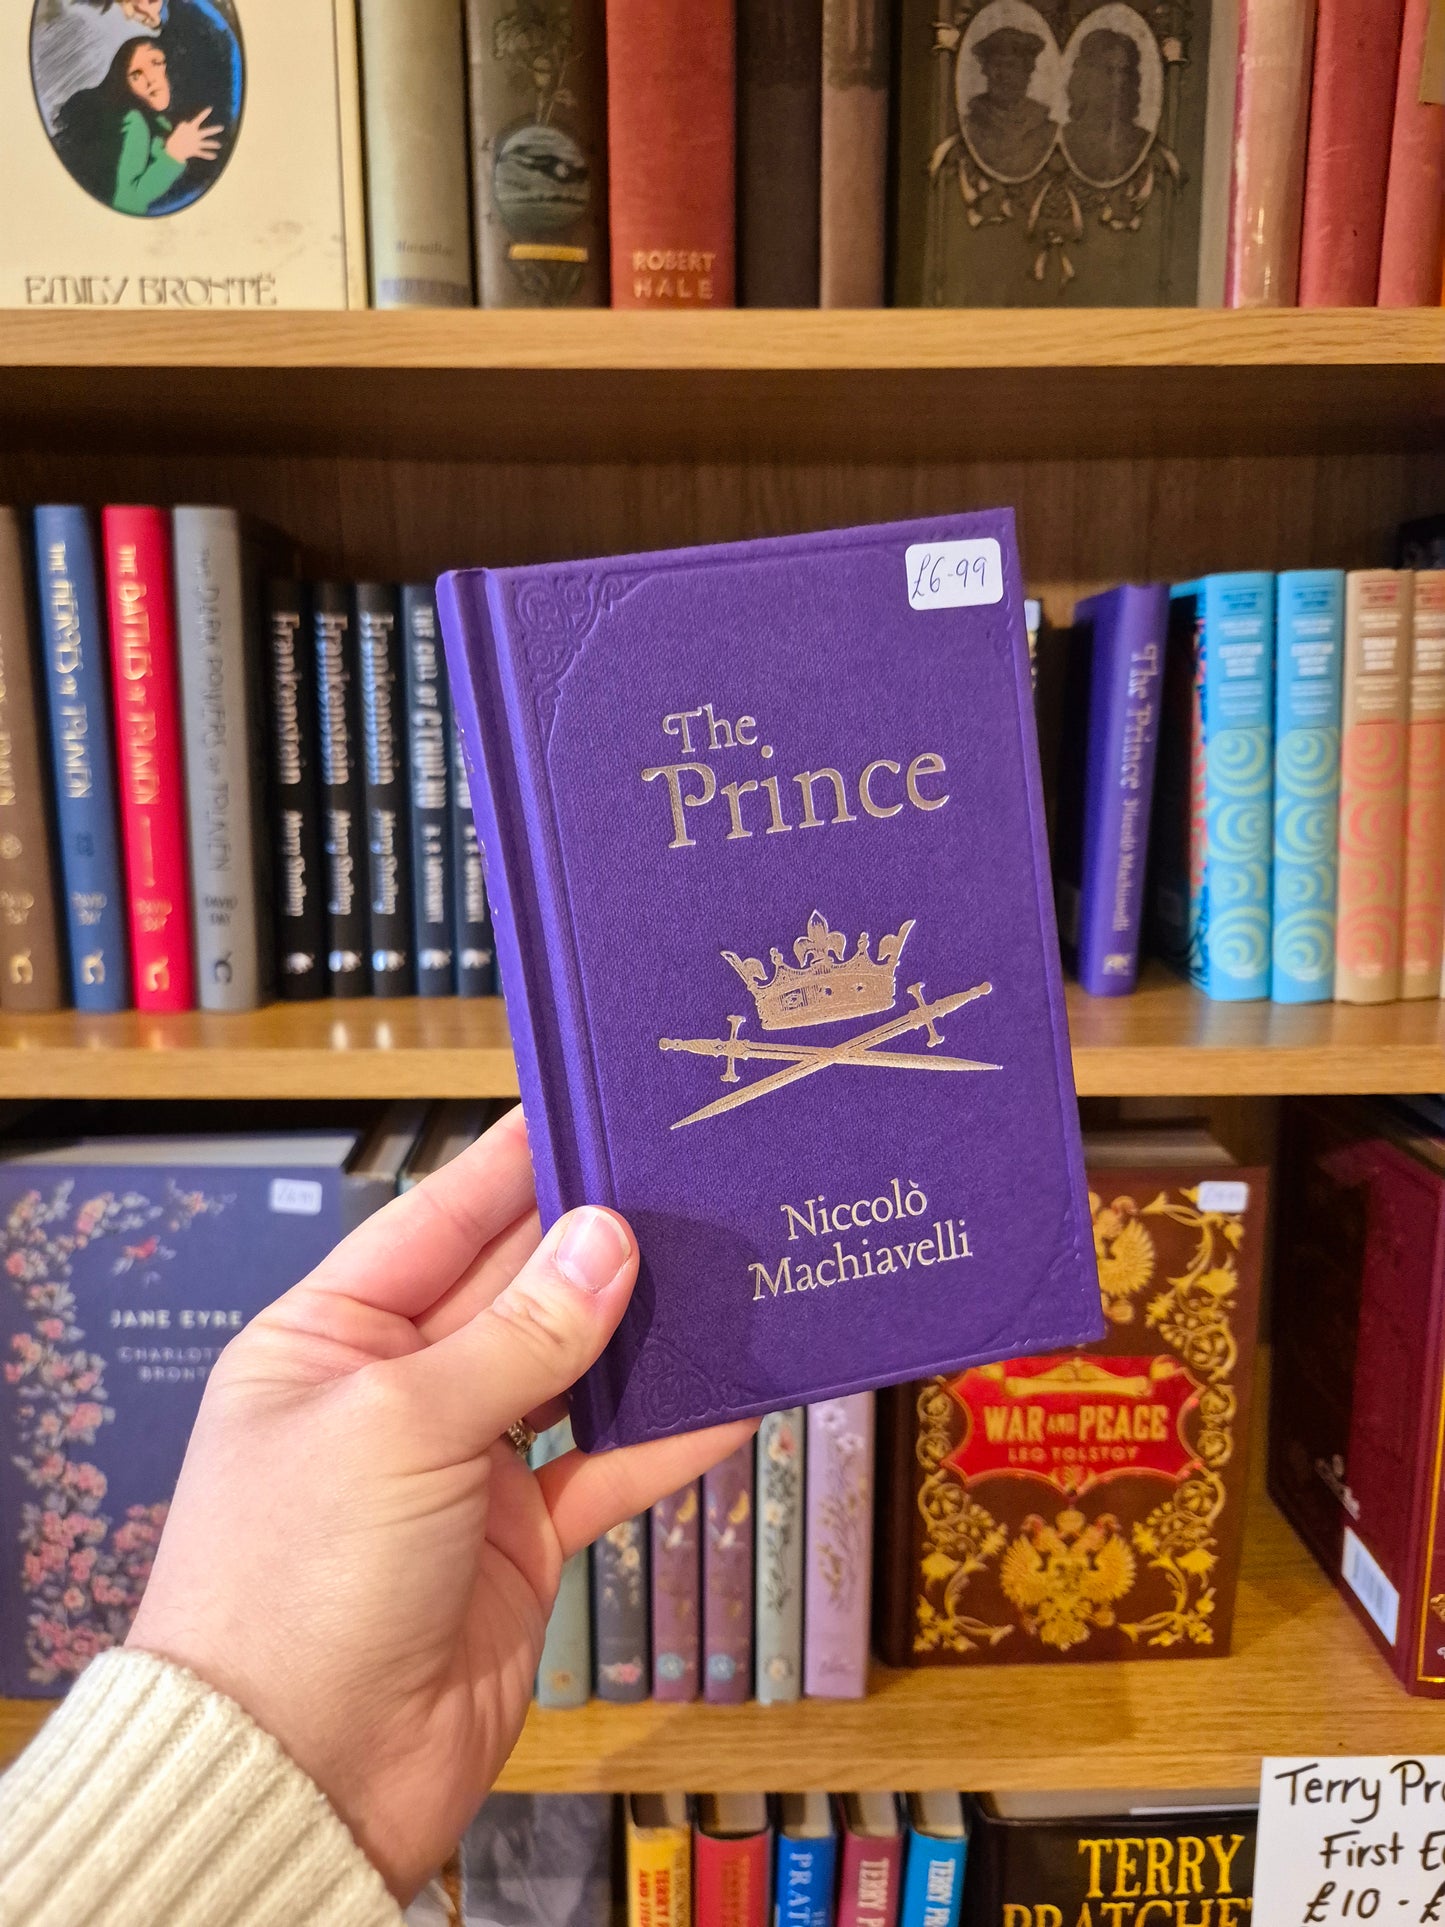 EMILY BRONTË
Macmillan
ROBERT
HALE
THE HEROES OF TOLKIEN
DAVID
DAY
THE BATTLES OF TOLKIEN
DAVID
DAY
THE DARK POWERS OF TOLKIEN
DAVID
DAY
Frankenstein Mary Shelley
Frankenstein Mary Shelley
Frankenstein Mary Shelley
THE CALL OF CTHULHU
£6-99
The
Prince
Niccolò
Machiavelli
The Prince Niccolò Machiavelli
JANE EYRE
CHARLOTTE
BRONTË
WAR AND PEACE
LEO TOLSTOY
TERRY
PRATCHE
Terry Pr
First E
£10 - £